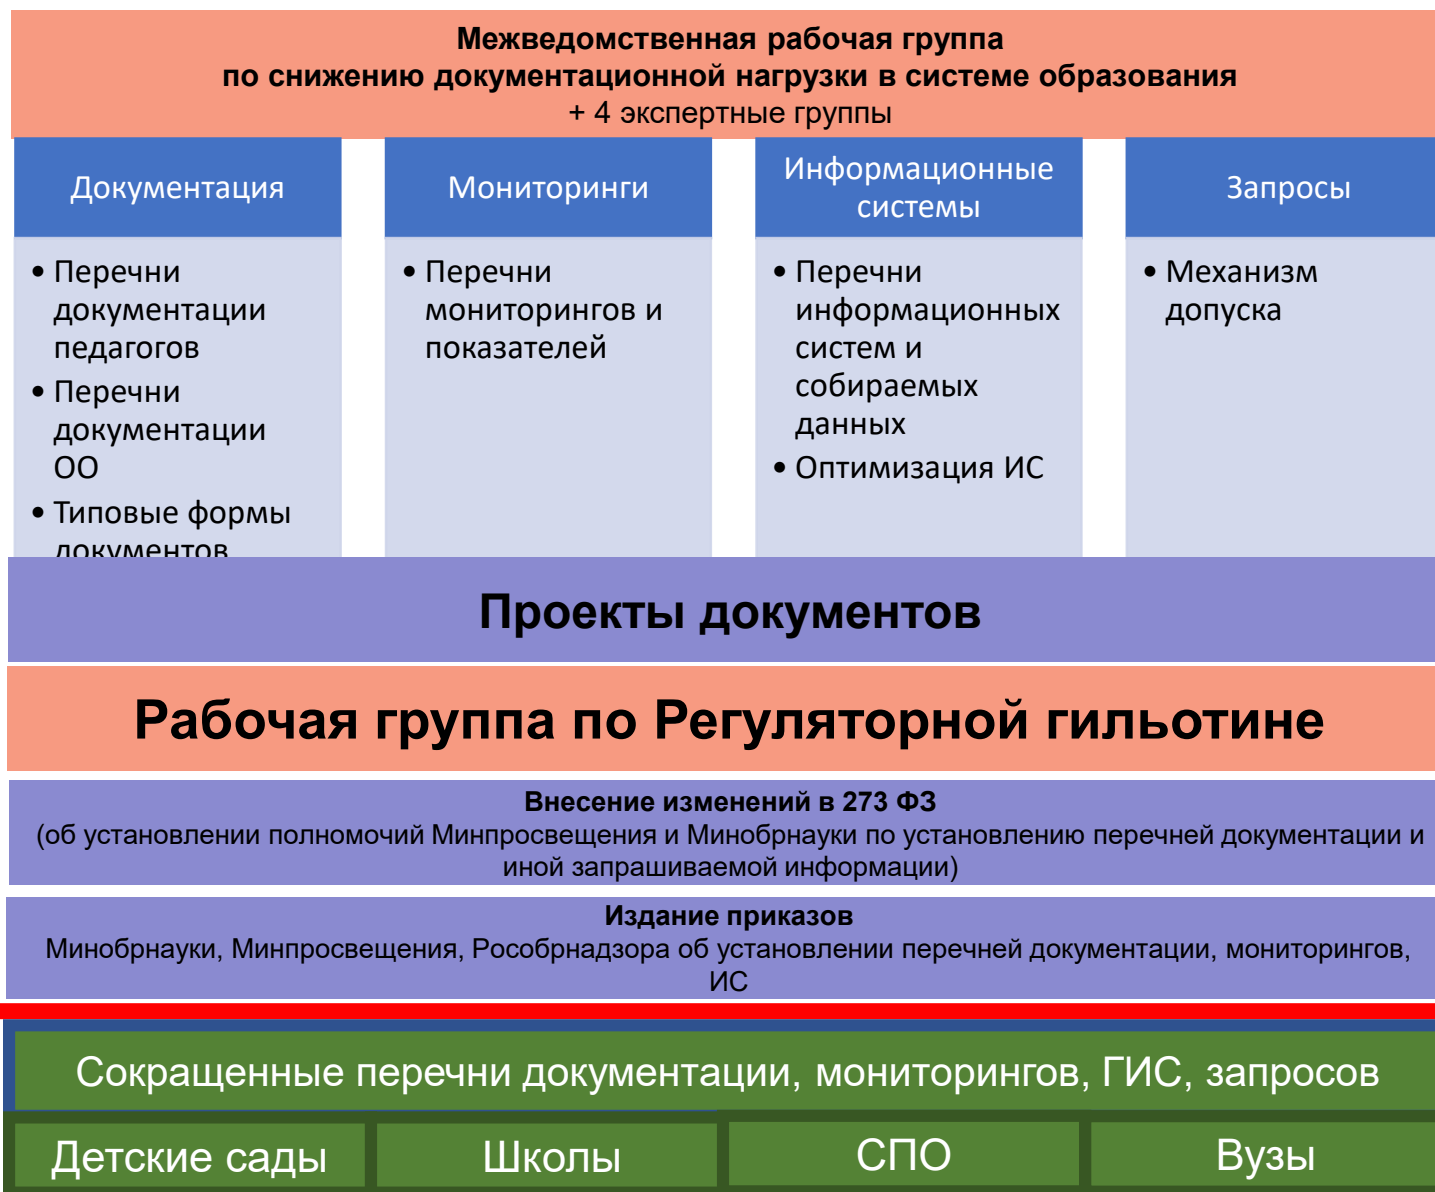 Межведомственная рабочая группа
по снижению документационной нагрузки в системе образования
+ 4 экспертные группы
Документация
• Перечни
документации
педагогов
• Перечни
документации
ОО
• Типовые формы
документов
Мониторинги
• Перечни
мониторингов и
показателей
Информационные
системы
• Перечни
информационных
систем и
собираемых
данных
• Оптимизация ИС
Запросы
• Механизм
допуска
Проекты документов
Рабочая группа по Регуляторной гильотине
Внесение изменений в 273 ФЗ
(об установлении полномочий Минпросвещения и Минобрнауки по установлению перечней документации и
иной запрашиваемой информации)
Издание приказов
Минобрнауки, Минпросвещения, Рособрнадзора об установлении перечней документации, мониторингов,
ИС
Сокращенные перечни документации, мониторингов, ГИС, запросов
Детские сады
Школы
СПО
Вузы